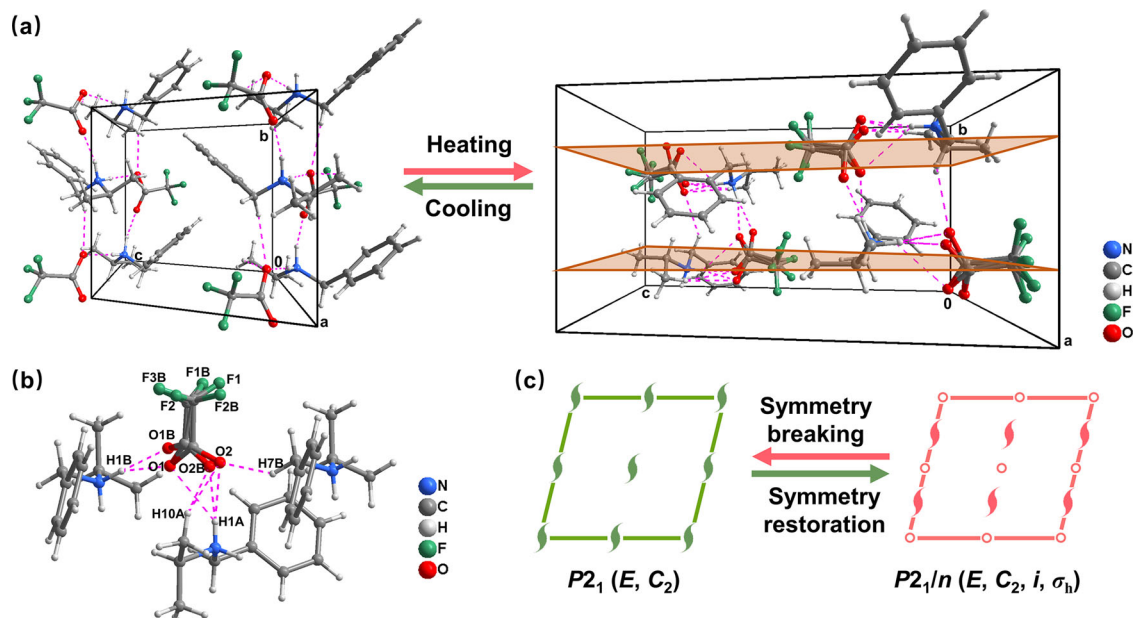 (a)
b
c
0
a
Heating
Cooling
b
c
0
a
N
C
H
F
O
(b)
F1B
F3B
F1
F2
F2B
O1B
O2
H1B
O1
O2B
H7B
H10A
H1A
N
C
H
F
O
(c)
Symmetry
breaking
Symmetry
restoration
P2₁ (E, C₂)
P2₁/n (E, C₂, i, σₕ)